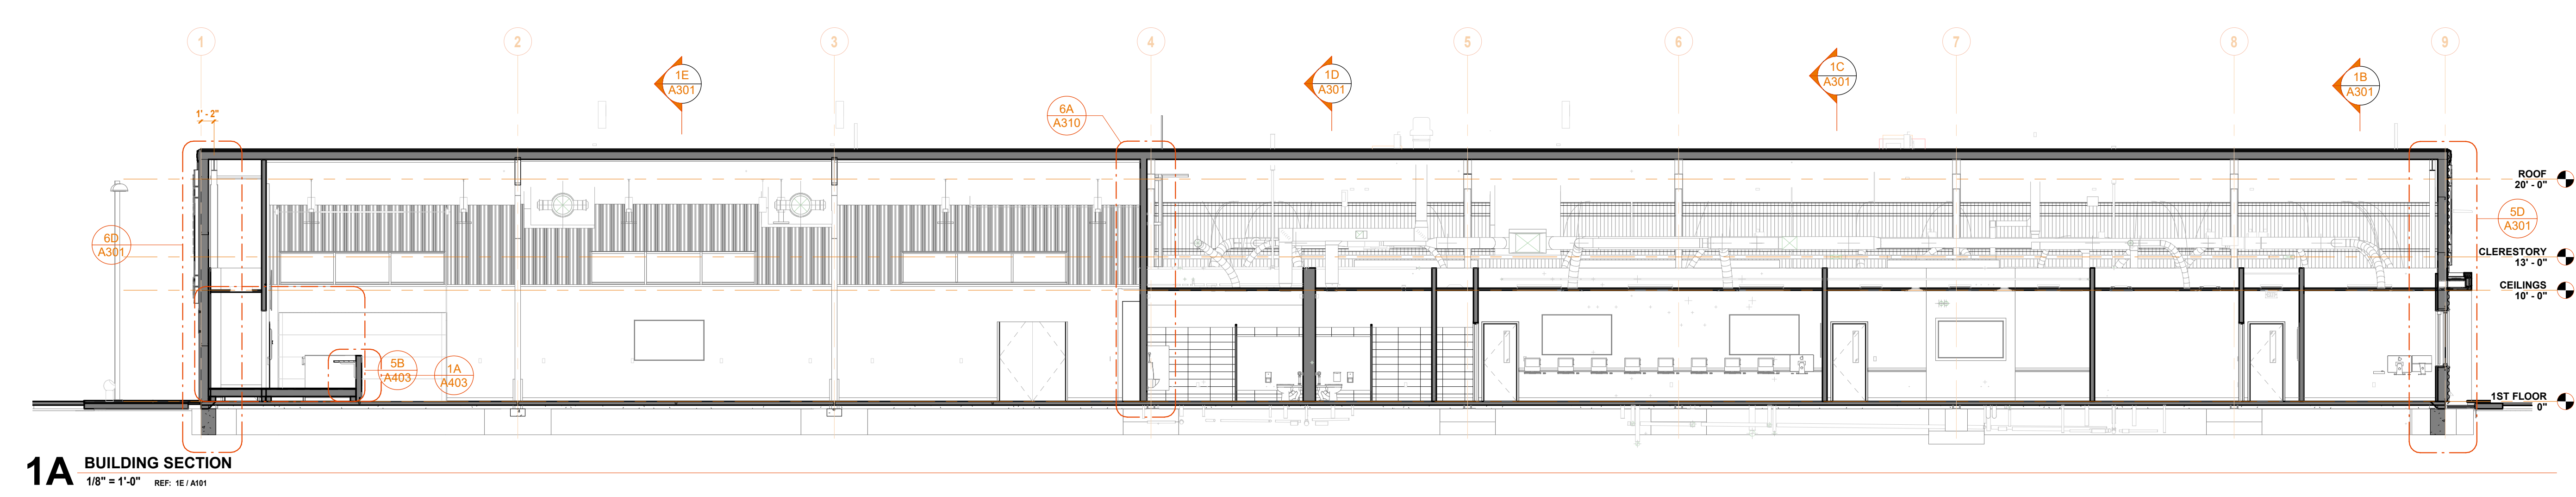 1
2
3
4
5
6
7
8
9
1E
A301
1D
A301
1C
A301
1B
A301
6A
A310
1' - 2"
ROOF
20' - 0"
6D
A301
5D
A301
CLERESTORY
13' - 0"
CEILINGS
10' - 0"
5B
A403
1A
A403
1ST FLOOR
0"
1A
BUILDING SECTION
1/8" = 1'-0"
REF: 1E / A101